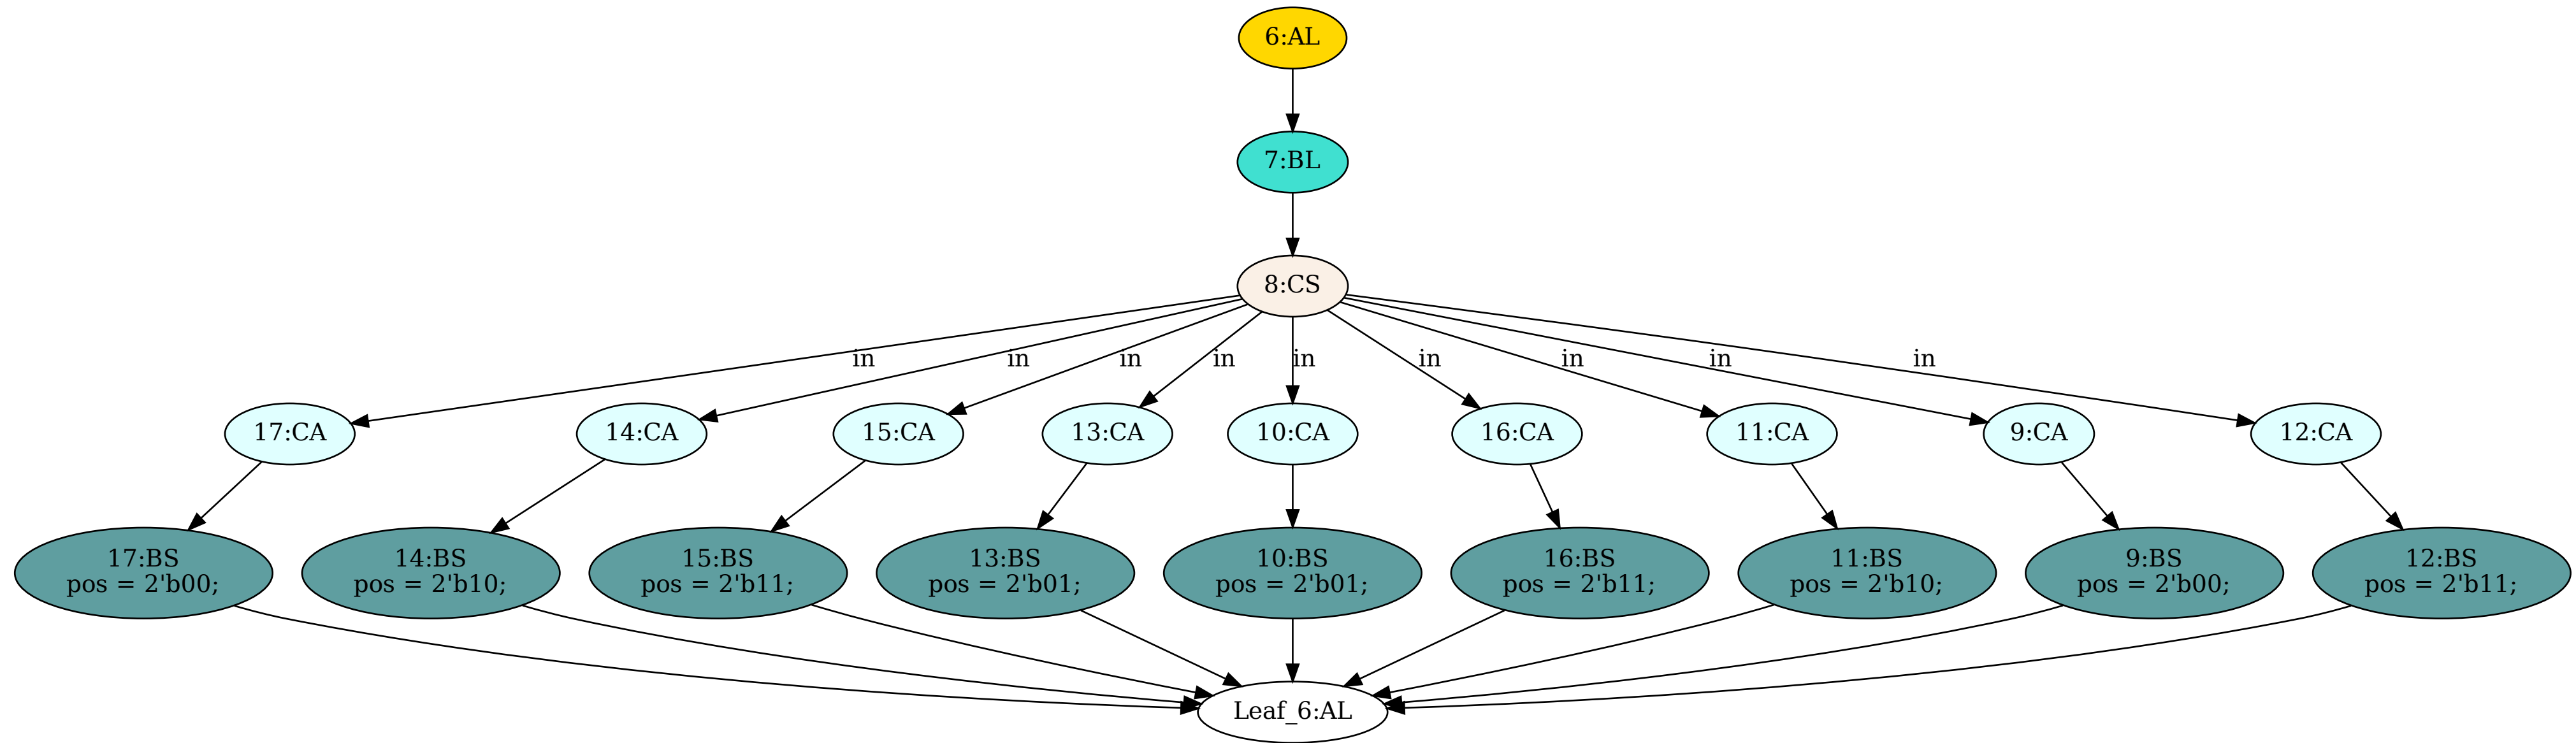 6:AL
7:BL
8:CS
in
in
in
in
in
in
in
in
in
17:CA
14:CA
15:CA
13:CA
10:CA
16:CA
11:CA
9:CA
12:CA
17:BS
pos = 2'b00;
14:BS
pos = 2'b10;
15:BS
pos = 2'b11;
13:BS
pos = 2'b01;
10:BS
pos = 2'b01;
16:BS
pos = 2'b11;
11:BS
pos = 2'b10;
9:BS
pos = 2'b00;
12:BS
pos = 2'b11;
Leaf_6:AL